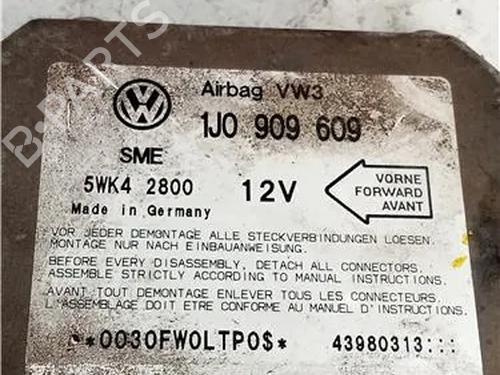 B-PARTS
Airbag VW3
1J0 909 609
SME
5WK4 2800
12V
VORNE
FORWARD
AVANT
Made in Germany
VOR JEDER DEMONTAGE ALLE STECKVERBINDUNGEN LOESEN.
MONTAGE NUR NACH EINBAUANWEISUNG.
BEFORE EVERY DISASSEMBLY, DETACH ALL CONNECTORS.
ASSEMBLE STRICTLY ACCORDING TO MANUAL INSTRUCTIONS.
AVANT TOUT DEMONTAGE ENLEVER TOUS LES CONNECTEURS.
L'ASSEMBLAGE DOIT ETRE CONFORME AU MANUEL D'INSTRUCTIONS.
*0030FWOLTPO$* 43980313:::